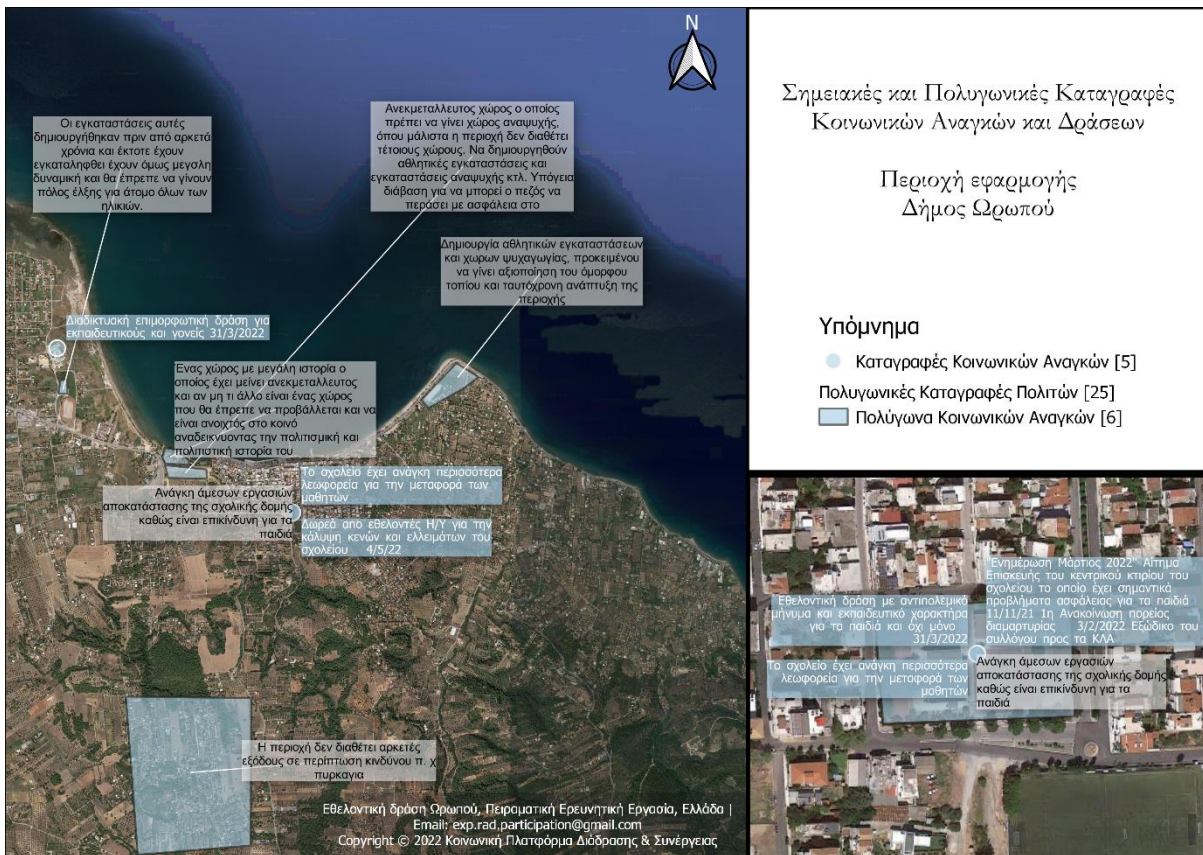 N
Οι εγκαταστάσεις αυτές
δημιουργήθηκαν πριν από αρκετά
χρόνια και έκτοτε έχουν
εγκαταληφθει έχουν όμως μεγσλη
δυναμική και θα έπρεπε να γίνουν
πόλος έλξης για άτομο όλων των
ηλικιών.
Ανεκμεταλλευτος χώρος ο οποίος
πρέπει να γίνει χώρος αναψυχής,
όπου μάλιστα η περιοχή δεν διαθέτει
τέτοιους χώρους. Να δημιουργηθούν
αθλητικές εγκαταστάσεις και
εγκαταστάσεις αναψυχής κτλ. Υπόγεια
διάβαση για να μπορεί ο πεζός να
περάσει με ασφάλεια στο
Δημιουργία αθλητικών εγκαταστάσεων
και χωρων ψυχαγωγίας, προκειμένου
να γίνει αξιοποίηση του όμορφου
τοπίου και ταυτόχρονη ανάπτυξη της
περιοχής
Διαδικτυακή επιμορφωτική δράση για
εκπαιδευτικούς και γονείς 31/3/2022
Ένας χώρος με μεγάλη ιστορία ο
οποίος έχει μείνει ανεκμεταλλευτος
και αν μη τι άλλο είναι ένας χώρος
που θα έπρεπε να προβάλλεται και να
είναι ανοιχτός στο κοινό
αναδεικνυοντας την πολιτισμική και
πολιτιστική ιστορία του
Το σχολείο έχει ανάγκη περισσότερα
λεωφορεία για την μεταφορά των
μαθητών
Ανάγκη άμεσων εργασιών
αποκατάστασης της σχολικής δομής
καθώς είναι επικίνδυνη για τα
παιδιά
Δωρεά απο εθελοντές Η/Υ για την
κάλυψη κενών και ελλειμάτων του
σχολείου 4/5/22
Η περιοχή δεν διαθέτει αρκετές
εξόδους σε περίπτωση κινδύνου π. χ
πυρκαγια
Εθελοντική δράση Ωρωπού, Πειραματική Ερευνητική Εργασία, Ελλάδα |
Email: exp.rad.participation@gmail.com
Copyright © 2022 Κοινωνική Πλατφόρμα Διάδρασης & Συνέργειας
Σημειακές και Πολυγωνικές Καταγραφές
Κοινωνικών Αναγκών και Δράσεων
Περιοχή εφαρμογής
Δήμος Ωρωπού
Υπόμνημα
Καταγραφές Κοινωνικών Αναγκών [5]
Πολυγωνικές Καταγραφές Πολιτών [25]
Πολύγωνα Κοινωνικών Αναγκών [6]
"Ενημέρωση Μάρτιος 2022" Αίτημα
Επισκευής του κεντρικού κτιρίου του
σχολείου το οποίο έχει σημαντικά
προβλήματα ασφάλειας για τα παιδιά
11/11/21 1η Ανακοίνωση πορείας
διαμαρτυρίας 3/2/2022 Εξώδικο του
συλλόγου προς τα ΚΛΑ
Εθελοντική δράση με αντιπολεμικό
μήνυμα και εκπαιδευτικό χαρακτήρα
για τα παιδιά και όχι μόνο
31/3/2022
Το σχολείο έχει ανάγκη περισσότερα
λεωφορεία για την μεταφορά των
μαθητών
Ανάγκη άμεσων εργασιών
αποκατάστασης της σχολικής δομής
καθώς είναι επικίνδυνη για τα
παιδιά